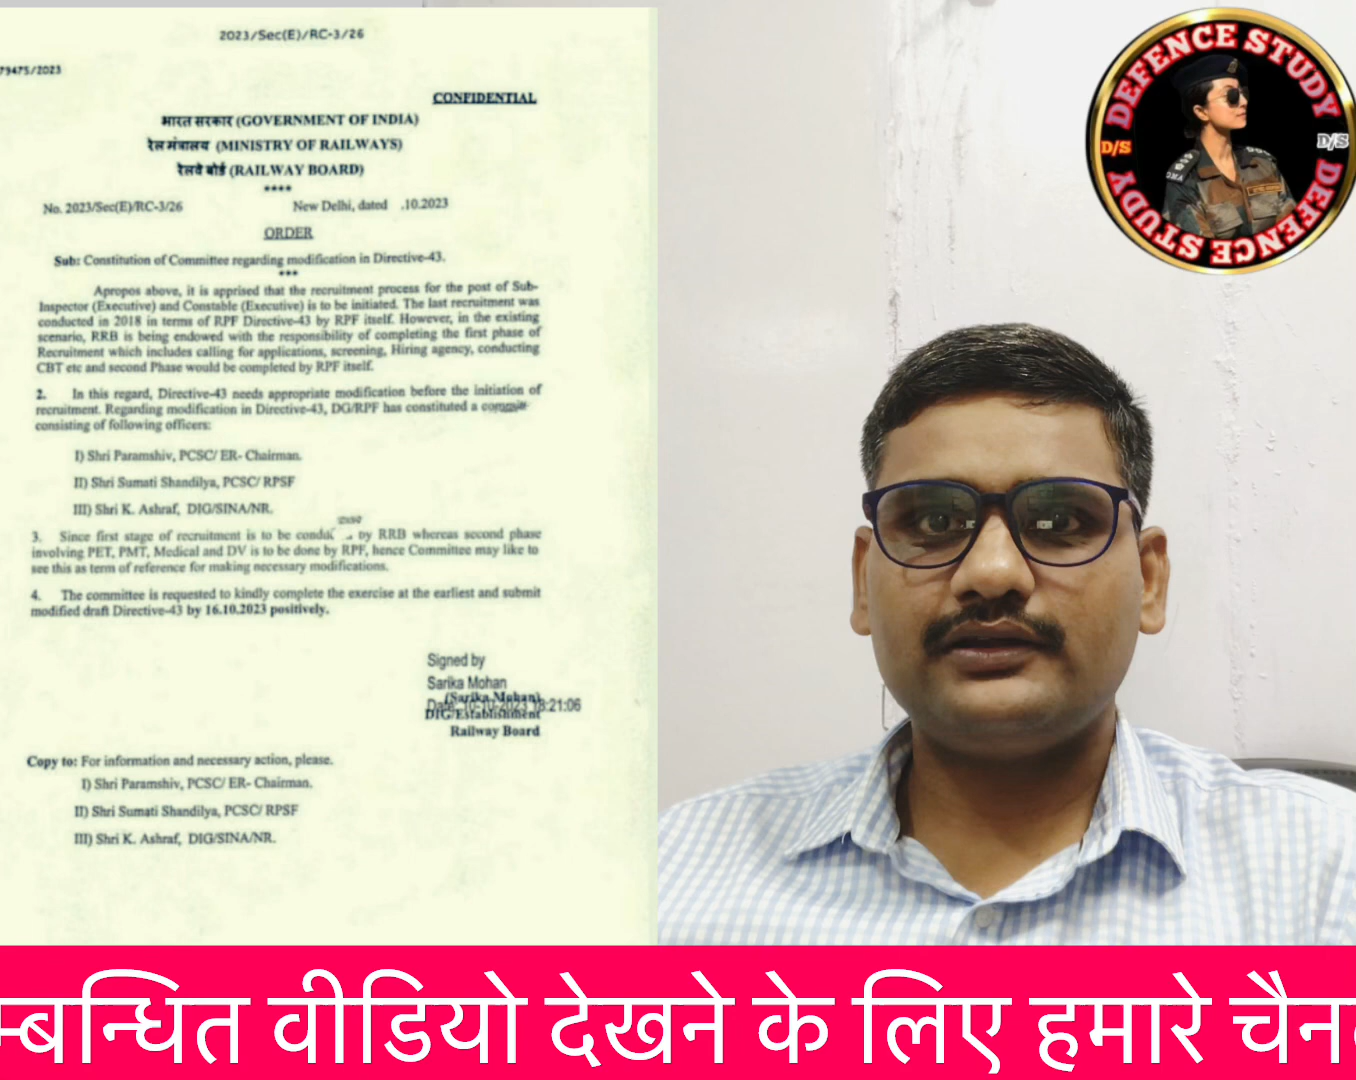 2023/Sec(E)/RC-3/26
79475/2023
CONFIDENTIAL
भारत सरकार (GOVERNMENT OF INDIA)
रेल मंत्रालय (MINISTRY OF RAILWAYS)
रेलवे बोर्ड (RAILWAY BOARD)
****
No. 2023/Sec(E)/RC-3/26 New Delhi, dated .10.2023
ORDER
Sub: Constitution of Committee regarding modification in Directive-43.
***
Apropos above, it is apprised that the recruitment process for the post of Sub-
Inspector (Executive) and Constable (Executive) is to be initiated. The last recruitment was
conducted in 2018 in terms of RPF Directive-43 by RPF itself. However, in the existing
scenario, RRB is being endowed with the responsibility of completing the first phase of
Recruitment which includes calling for applications, screening, Hiring agency, conducting
CBT etc and second Phase would be completed by RPF itself.
2. In this regard, Directive-43 needs appropriate modification before the initiation of
recruitment. Regarding modification in Directive-43, DG/RPF has constituted a
consisting of following officers:
I) Shri Paramshiv, PCSC/ ER- Chairman.
II) Shri Sumati Shandilya, PCSC/ RPSF
III) Shri K. Ashraf, DIG/SINA/NR.
3. Since first stage of recruitment is to be by RRB whereas second phase
involving PET, PMT, Medical and DV is to be done by RPF, hence Committee may like to
see this as term of reference for making necessary modifications.
4. The committee is requested to kindly complete the exercise at the earliest and submit
modified draft Directive-43 by 16.10.2023 positively.
Signed by
Sarika Mohan
(Sarika Mohan)
Date: 10-10-2023 18:21:06
DIG/Establishment
Railway Board
Copy to: For information and necessary action, please.
I) Shri Paramshiv, PCSC/ ER- Chairman.
II) Shri Sumati Shandilya, PCSC/ RPSF
III) Shri K. Ashraf, DIG/SINA/NR.
DEFENCE STUDY
D/S D/S
DEFENCE STUDY
म्बन्धित वीडियो देखने के लिए हमारे चैनल